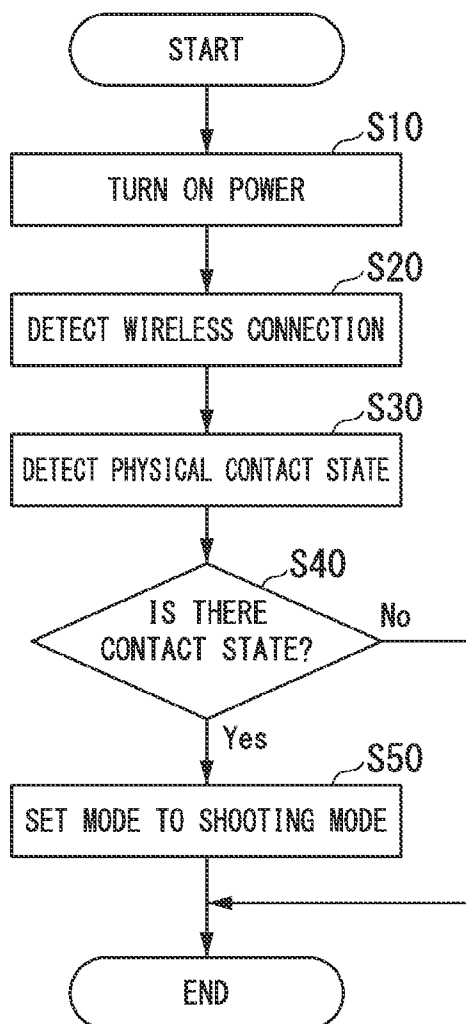 START
S10
TURN ON POWER
S20
DETECT WIRELESS CONNECTION
S30
DETECT PHYSICAL CONTACT STATE
S40
IS THERE
CONTACT STATE?
No
Yes
S50
SET MODE TO SHOOTING MODE
END